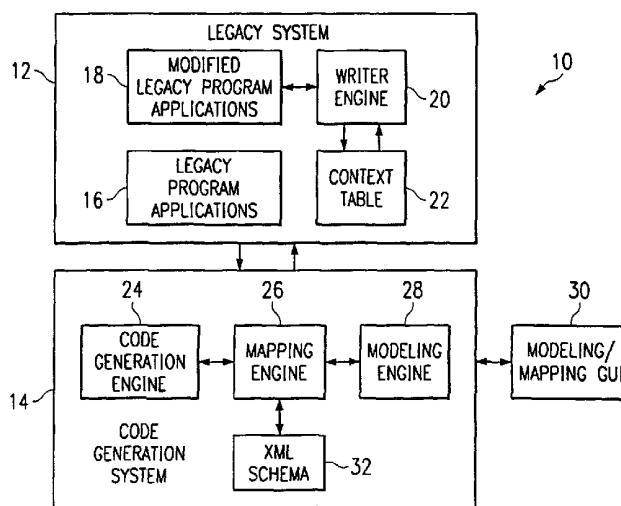 LEGACY SYSTEM
12
18
MODIFIED
LEGACY PROGRAM
APPLICATIONS
WRITER
ENGINE
20
10
16
LEGACY
PROGRAM
APPLICATIONS
CONTEXT
TABLE
22
24
26
28
30
CODE
GENERATION
ENGINE
MAPPING
ENGINE
MODELING
ENGINE
MODELING/
MAPPING GUI
14
CODE
GENERATION
SYSTEM
XML
SCHEMA
32